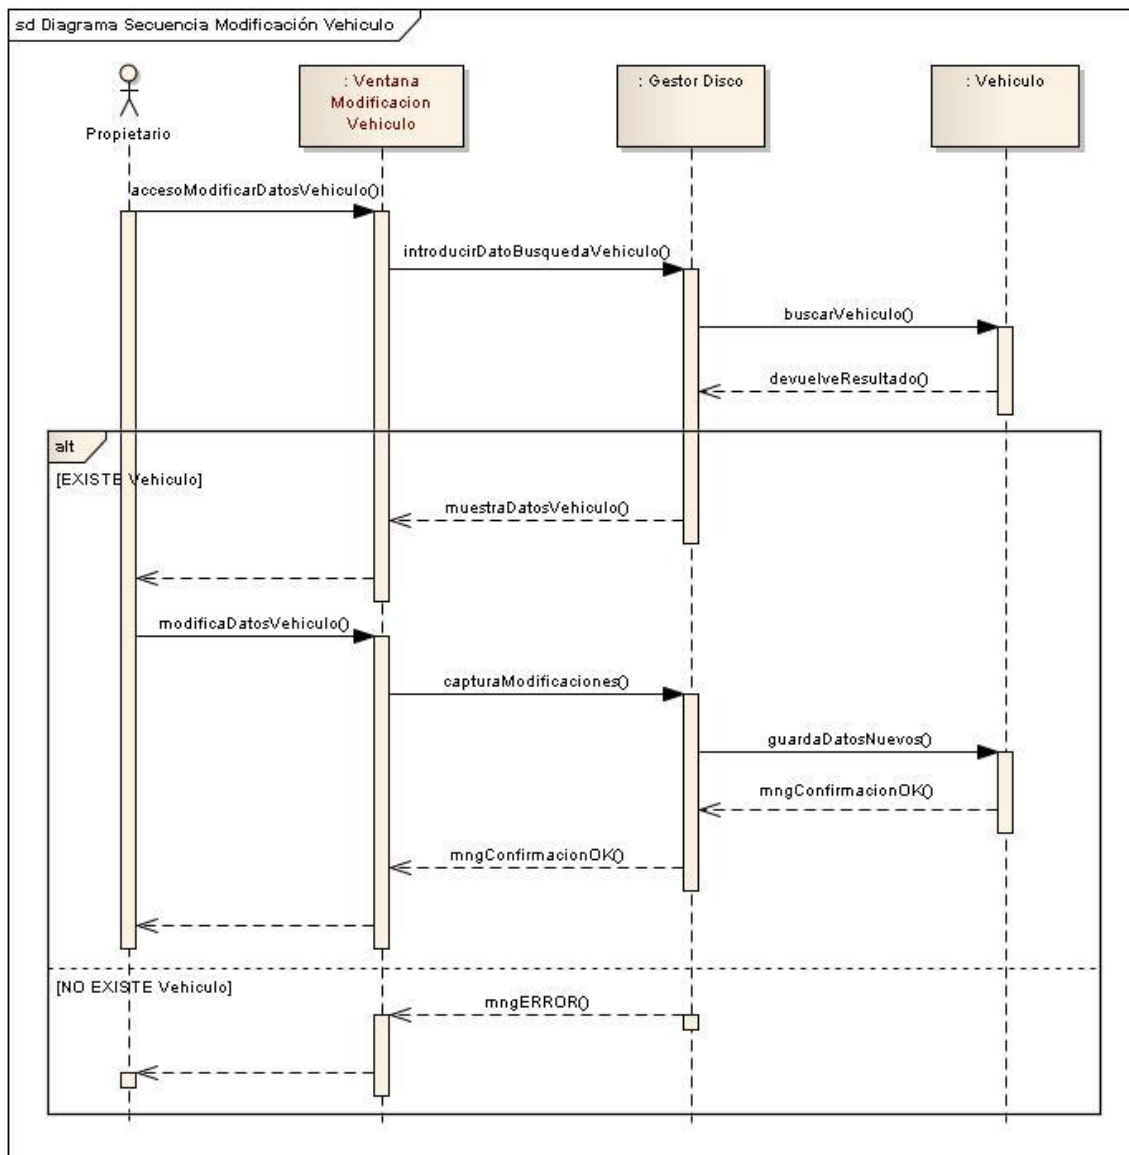 sd Diagrama Secuencia Modificación Vehiculo
Propietario
: Ventana
Modificacion
Vehiculo
: Gestor Disco
: Vehiculo
accesoModificarDatosVehiculo()
introducirDatoBusquedaVehiculo()
buscarVehiculo()
devuelveResultado()
alt
[EXISTE Vehiculo]
muestraDatosVehiculo()
modificaDatosVehiculo()
capturaModificaciones()
guardaDatosNuevos()
mngConfirmacionOK()
mngConfirmacionOK()
[NO EXISTE Vehiculo]
mngERROR()